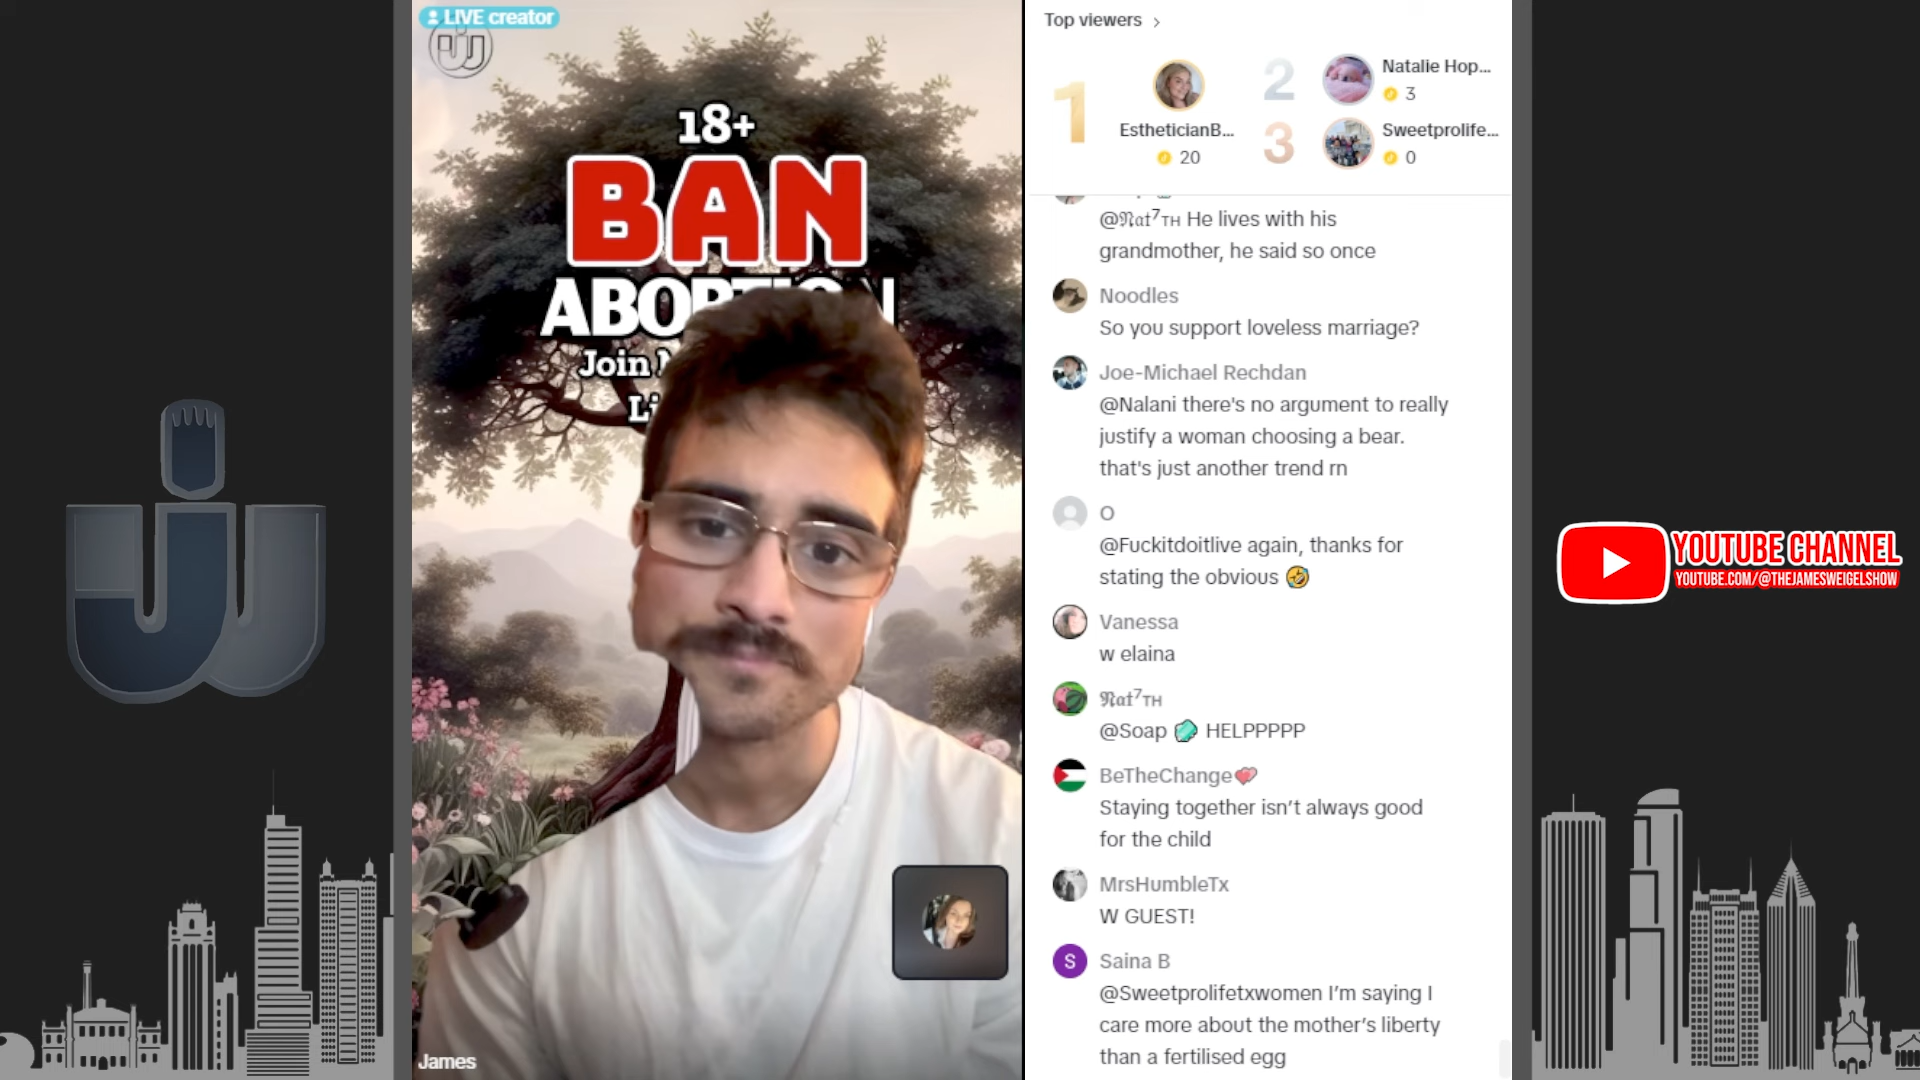 LIVE creator
18+
BAN
Join
James
Top viewers
1
EstheticianB...
20
2
Natalie Hop...
3
3
Sweetprolife...
0
@𝔑𝔞𝔱⁷ᴛʜ He lives with his
grandmother, he said so once
Noodles
So you support loveless marriage?
Joe-Michael Rechdan
@Nalani there's no argument to really
justify a woman choosing a bear.
that's just another trend rn
O
@Fuckitdoitlive again, thanks for
stating the obvious 🤣
Vanessa
w elaina
𝔑𝔞𝔱⁷ᴛʜ
@Soap 🧼 HELPPPPP
BeTheChange💕
Staying together isn’t always good
for the child
MrsHumbleTx
W GUEST!
S
Saina B
@Sweetprolifetxwomen I’m saying I
care more about the mother’s liberty
than a fertilised egg
YOUTUBE CHANNEL
YOUTUBE.COM/@THEJAMESWEIGELSHOW